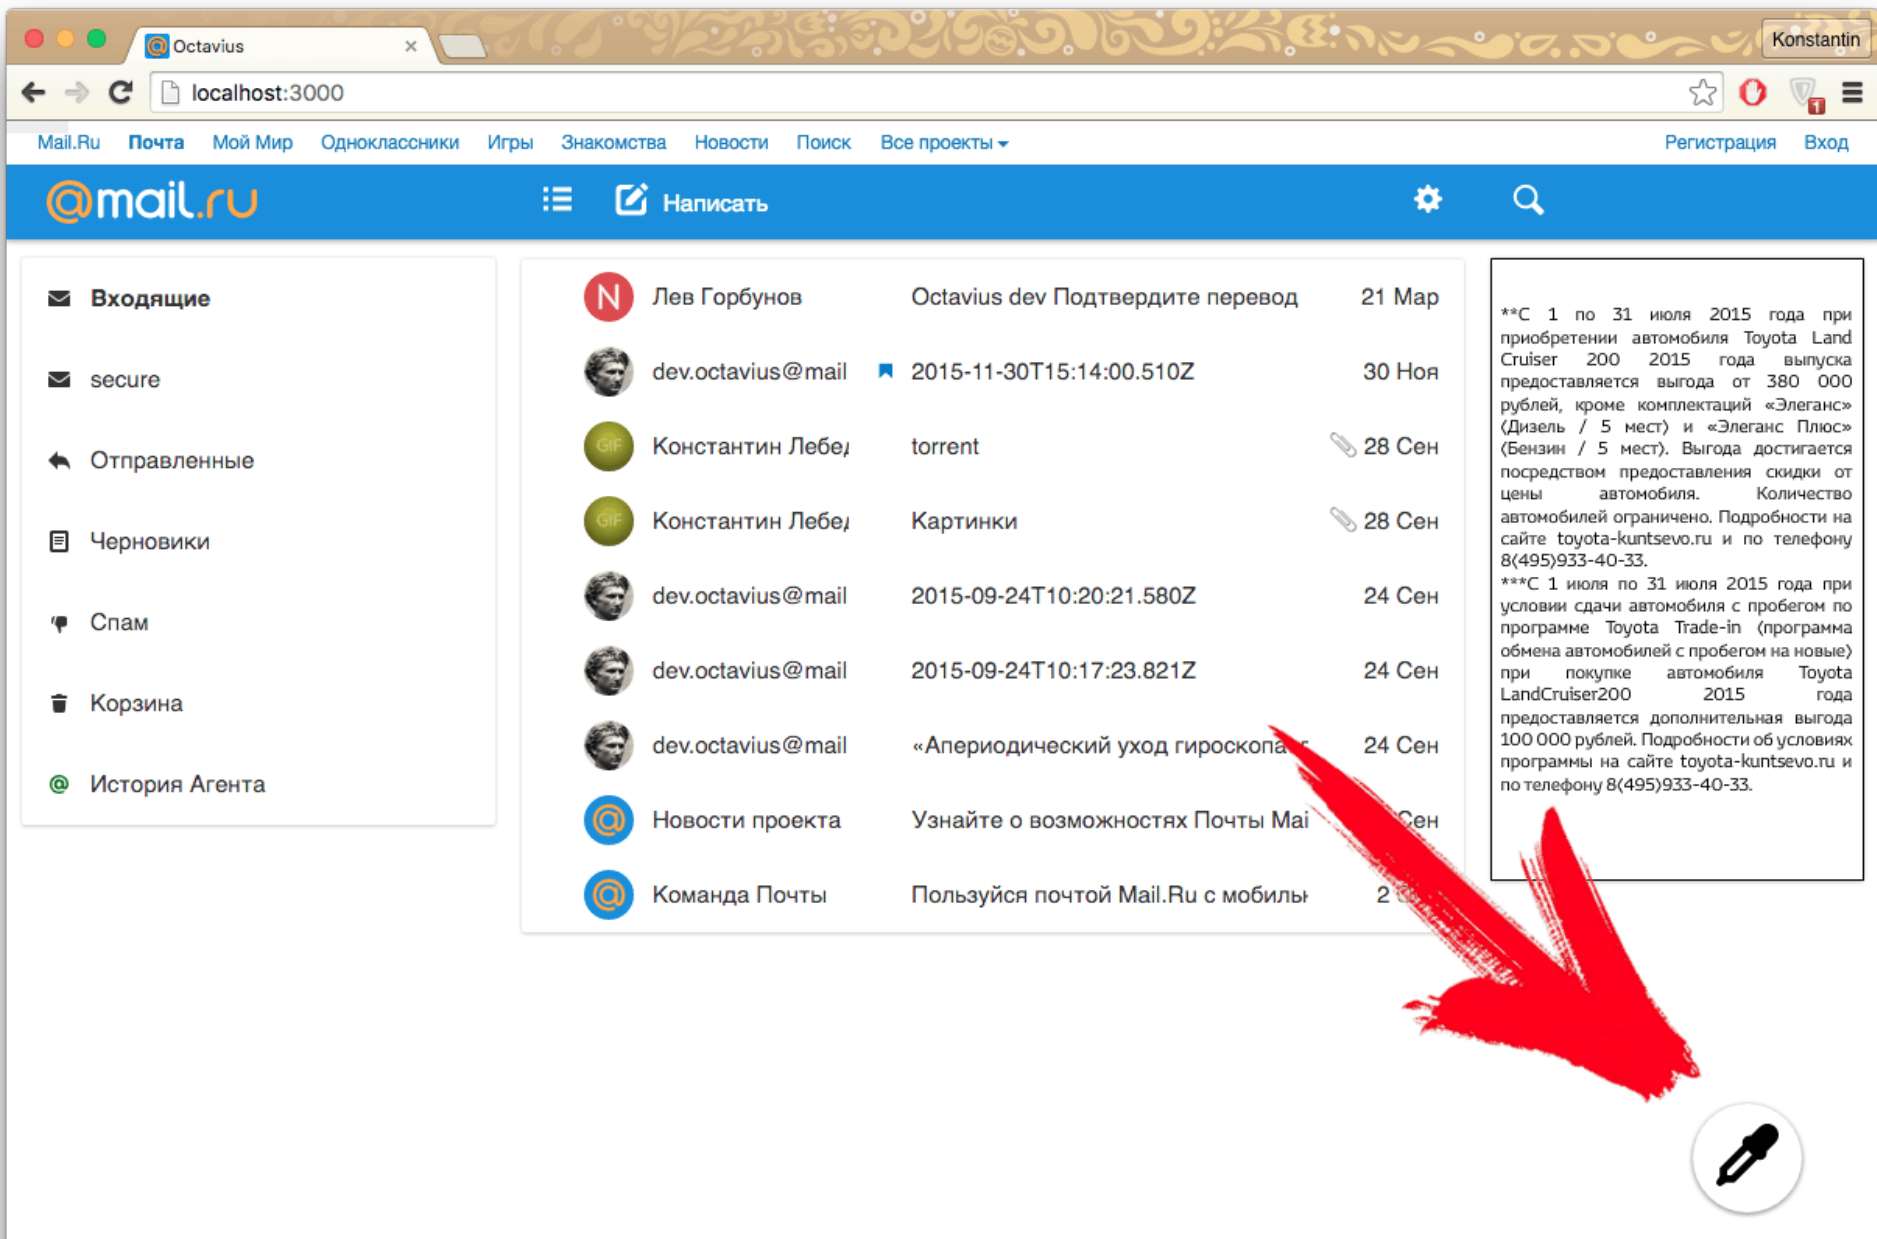 Octavius
Konstantin
localhost:3000
1
Mail.Ru Почта Мой Мир Одноклассники Игры Знакомства Новости Поиск Все проекты Регистрация Вход
@mail.ru Написать
Входящие
secure
Отправленные
Черновики
Спам
Корзина
@ История Агента
N Лев Горбунов Octavius dev Подтвердите перевод 21 Мар
dev.octavius@mail 2015-11-30T15:14:00.510Z 30 Ноя
GIF Константин Лебед torrent 28 Сен
GIF Константин Лебед Картинки 28 Сен
dev.octavius@mail 2015-09-24T10:20:21.580Z 24 Сен
dev.octavius@mail 2015-09-24T10:17:23.821Z 24 Сен
dev.octavius@mail «Апериодический уход гироскопа 24 Сен
@ Новости проекта Узнайте о возможностях Почты Mai Сен
@ Команда Почты Пользуйся почтой Mail.Ru с мобильн 2
**С 1 по 31 июля 2015 года при
приобретении автомобиля Toyota Land
Cruiser 200 2015 года выпуска
предоставляется выгода от 380 000
рублей, кроме комплектаций «Элеганс»
(Дизель / 5 мест) и «Элеганс Плюс»
(Бензин / 5 мест). Выгода достигается
посредством предоставления скидки от
цены автомобиля. Количество
автомобилей ограничено. Подробности на
сайте toyota-kuntsevo.ru и по телефону
8(495)933-40-33.
***С 1 июля по 31 июля 2015 года при
условии сдачи автомобиля с пробегом по
программе Toyota Trade-in (программа
обмена автомобилей с пробегом на новые)
при покупке автомобиля Toyota
LandCruiser200 2015 года
предоставляется дополнительная выгода
100 000 рублей. Подробности об условиях
программы на сайте toyota-kuntsevo.ru и
по телефону 8(495)933-40-33.